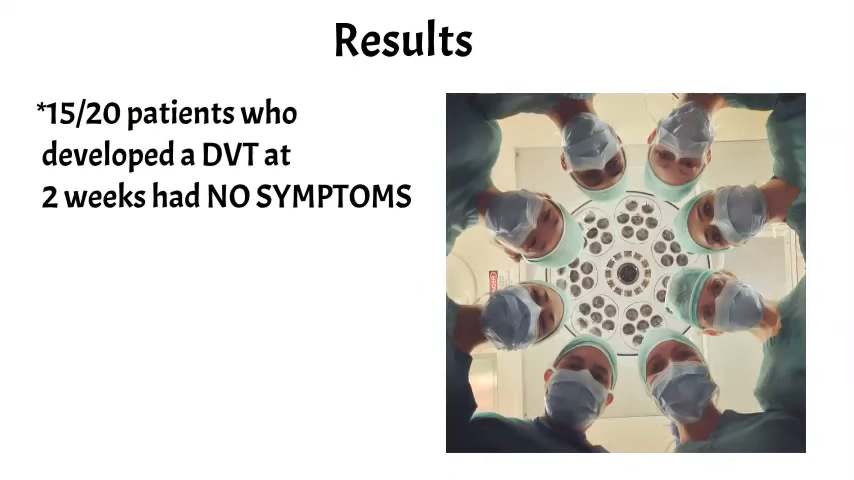 Results
*15/20 patients who
developed a DVT at
2 weeks had NO SYMPTOMS